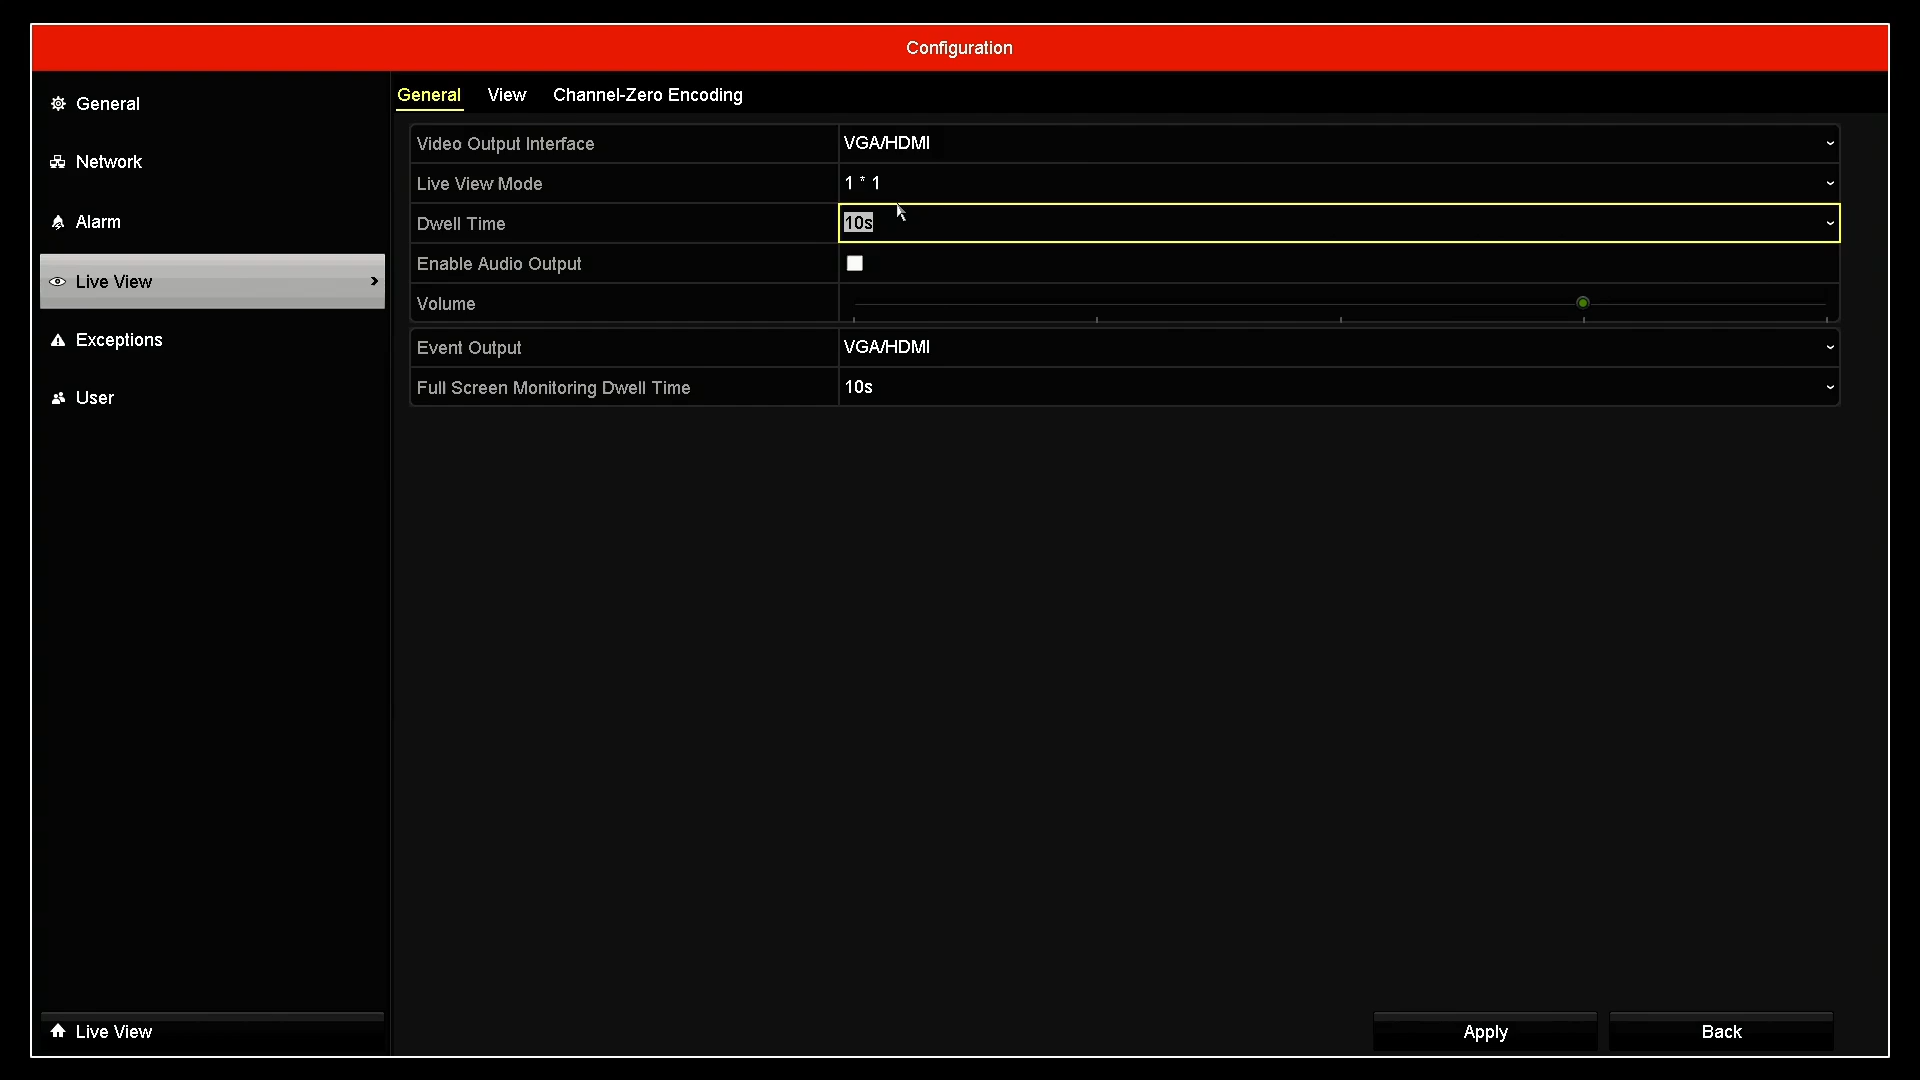 Configuration
General
Network
Alarm
Live View
Exceptions
User
General View Channel-Zero Encoding
Video Output Interface VGA/HDMI
Live View Mode 1 * 1
Dwell Time 10s
Enable Audio Output
Volume
Event Output VGA/HDMI
Full Screen Monitoring Dwell Time 10s
Live View
Apply Back